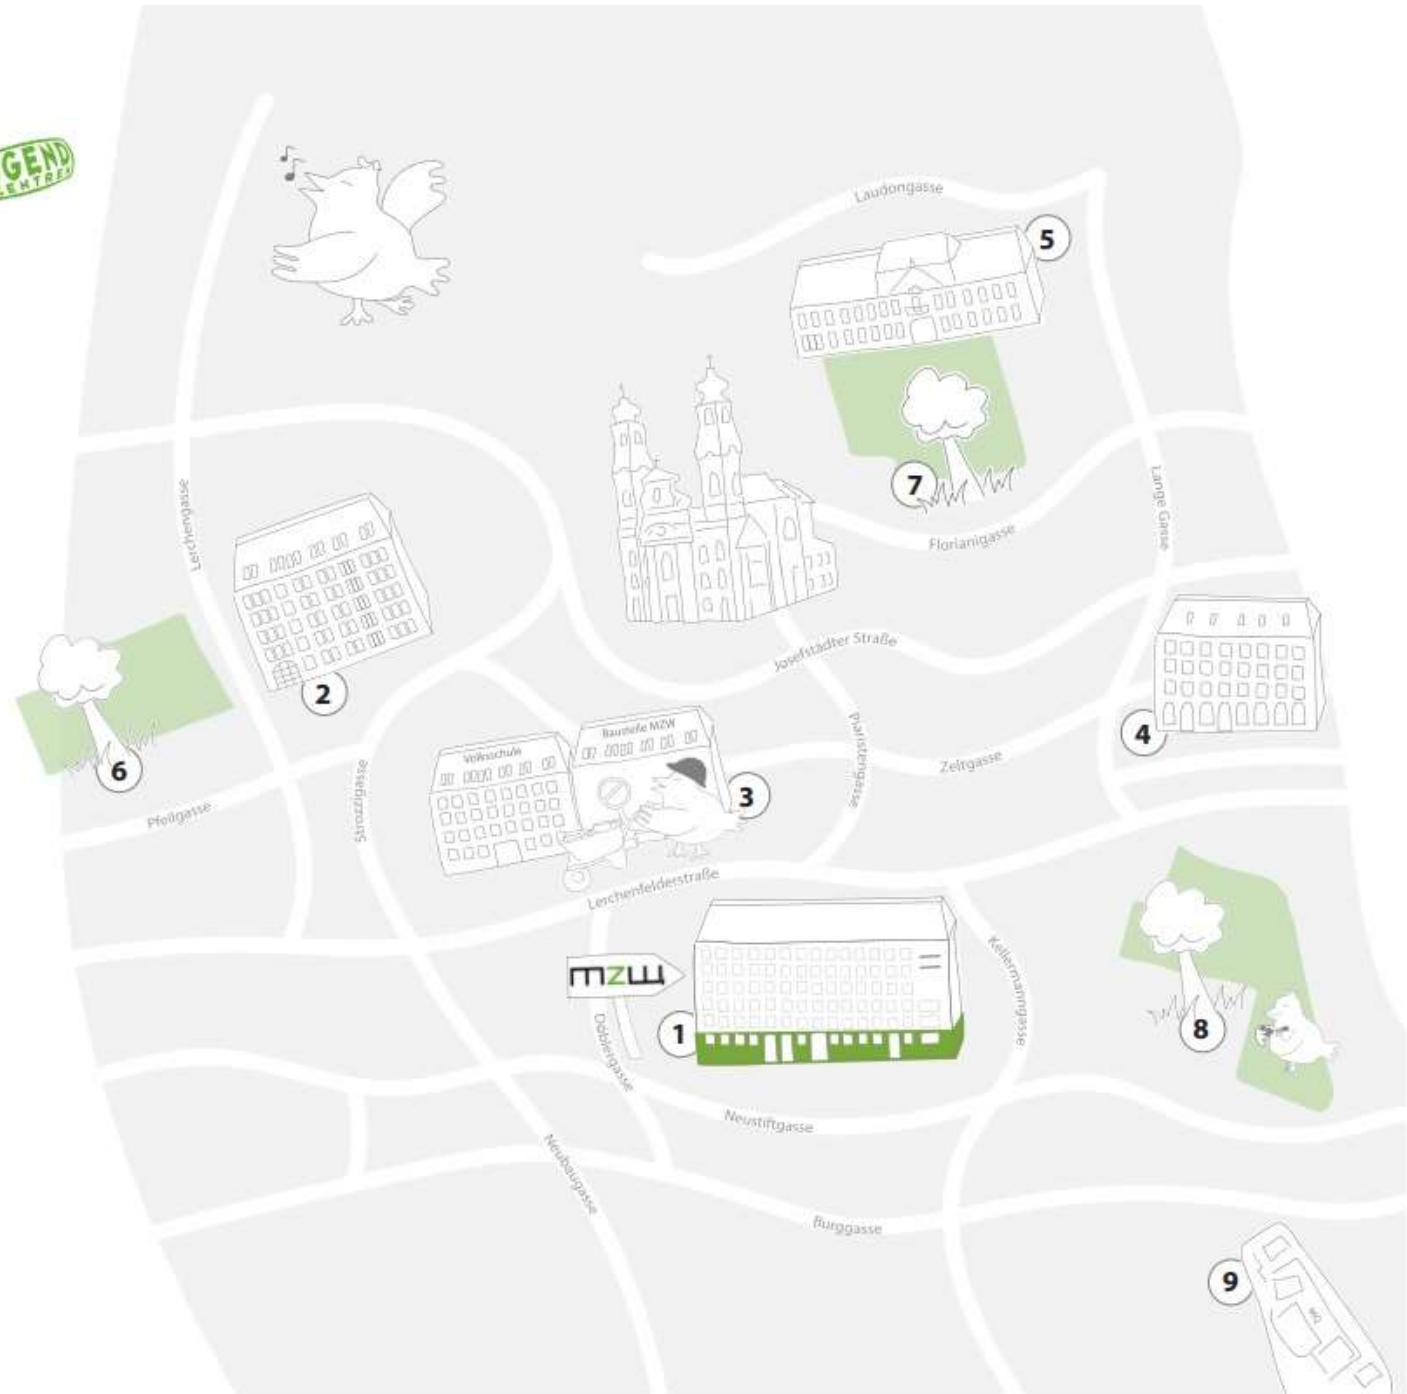 GEND
ENTREN
Laudongasse
5
7
Florianigasse
Lange Gasse
Lerchengasse
2
Josefstädter Straße
6
Pfeilgasse
Strozzigasse
Volksschule
Baustelle MZW
3
Piaristengasse
Zeltgasse
4
Lerchenfelderstraße
mzw
1
Döblergasse
Kellermanngasse
8
Neustiftgasse
Neubaugasse
Burggasse
9